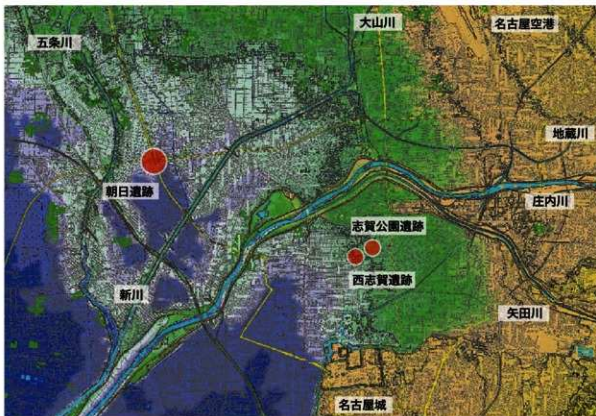 大山川
名古屋空港
五条川
地蔵川
朝日遺跡
庄内川
志賀公園遺跡
西志賀遺跡
新川
矢田川
名古屋城